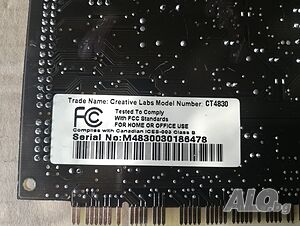 Trade Name: Creative Labs Model Number: CT4830
FC
Tested To Comply
With FCC Standards
FOR HOME OR OFFICE USE
Complies with Canadian ICES-003 Class B
Serial No:M4830030186478
ALO.bg